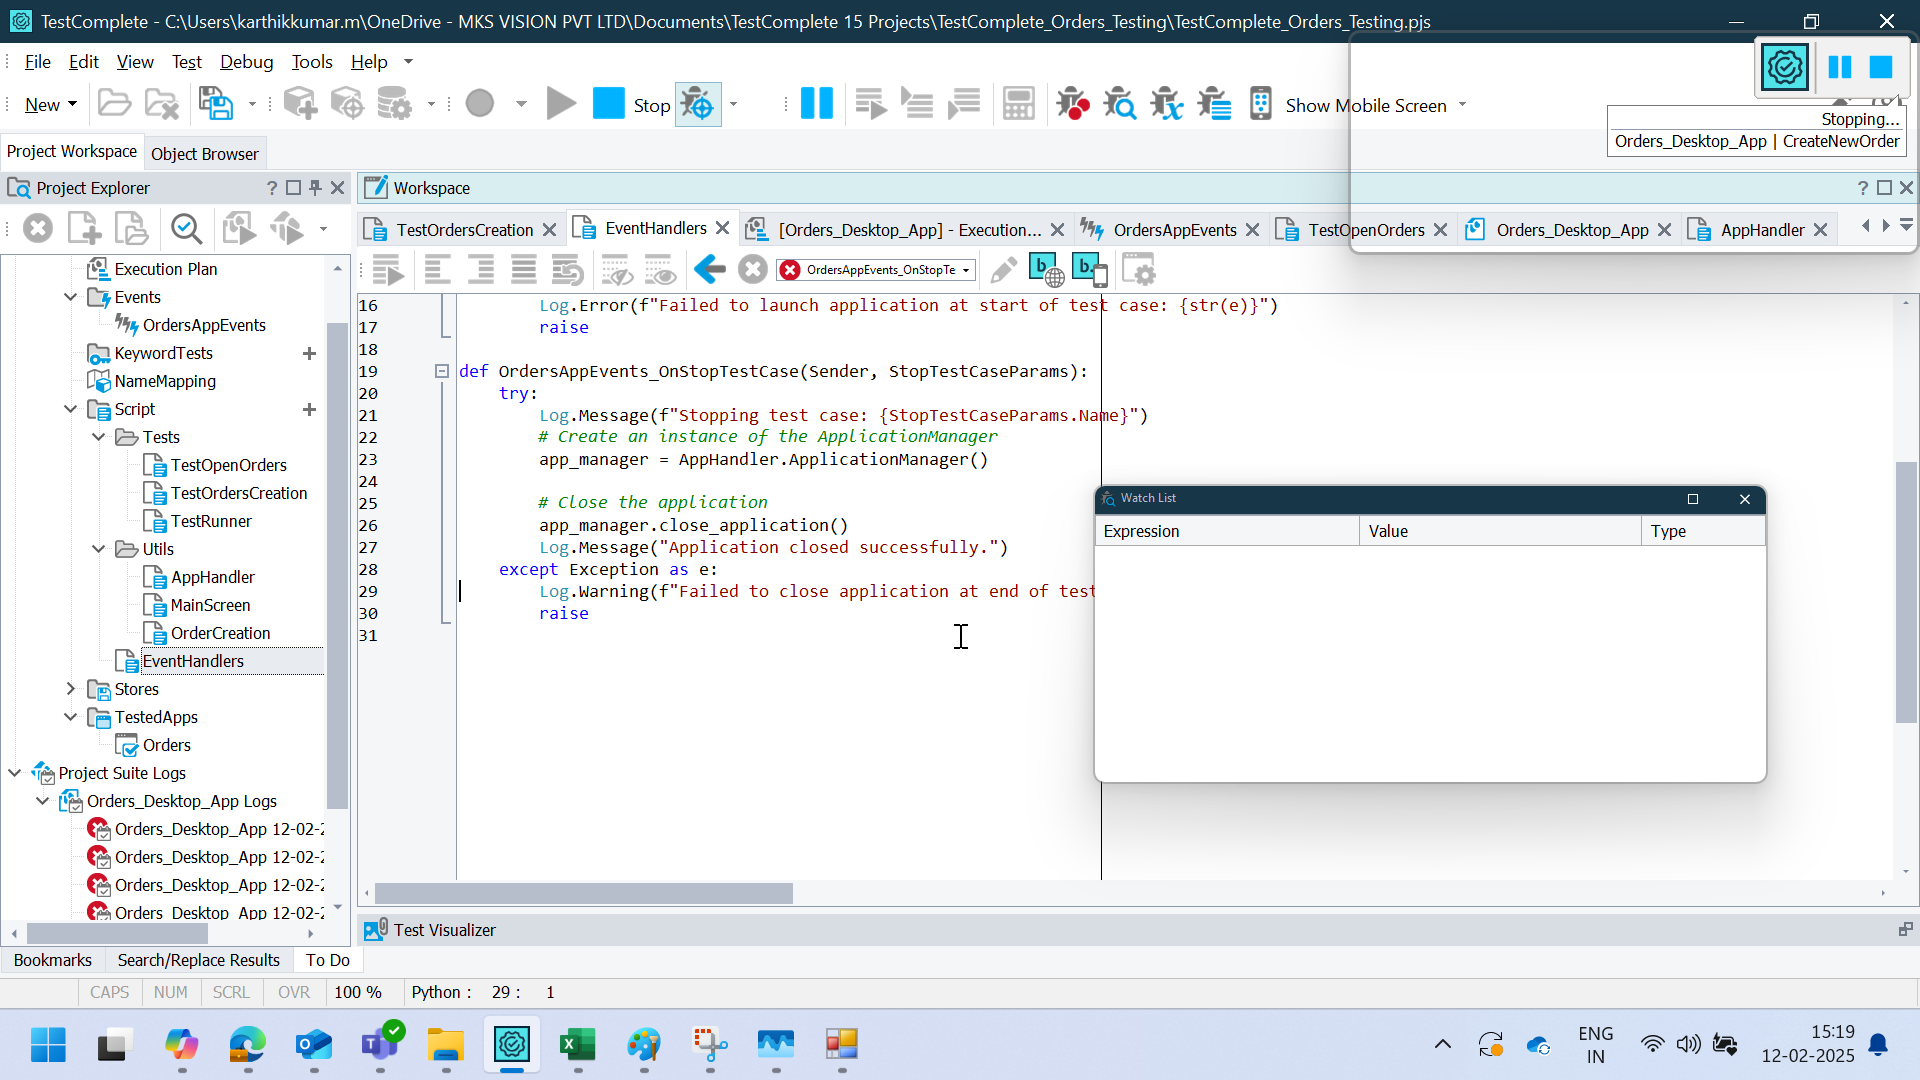 TestComplete - C:\Users\karthikkumar.m\OneDrive - MKS VISION PVT LTD\Documents\TestComplete 15 Projects\TestComplete_Orders_Testing\TestComplete_Orders_Testing.pjs
File Edit View Test Debug Tools Help
New
Stop
Show Mobile Screen
Stopping...
Orders_Desktop_App | CreateNewOrder
Project Workspace
Object Browser
Project Explorer
Workspace
TestOrdersCreation
EventHandlers
[Orders_Desktop_App] - Execution...
OrdersAppEvents
TestOpenOrders
Orders_Desktop_App
AppHandler
OrdersAppEvents_OnStopTe
Execution Plan
Events
OrdersAppEvents
KeywordTests
NameMapping
Script
Tests
TestOpenOrders
TestOrdersCreation
TestRunner
Utils
AppHandler
MainScreen
OrderCreation
EventHandlers
Stores
TestedApps
Orders
Project Suite Logs
Orders_Desktop_App Logs
Orders_Desktop_App 12-02-2
Orders_Desktop_App 12-02-2
Orders_Desktop_App 12-02-2
Orders_Desktop_App 12-02-2
16 Log.Error(f"Failed to launch application at start of test case: {str(e)}")
17 raise
18
19 def OrdersAppEvents_OnStopTestCase(Sender, StopTestCaseParams):
20 try:
21 Log.Message(f"Stopping test case: {StopTestCaseParams.Name}")
22 # Create an instance of the ApplicationManager
23 app_manager = AppHandler.ApplicationManager()
24
25 # Close the application
26 app_manager.close_application()
27 Log.Message("Application closed successfully.")
28 except Exception as e:
29 Log.Warning(f"Failed to close application at end of test
30 raise
31
Watch List
Expression Value Type
Test Visualizer
Bookmarks
Search/Replace Results
To Do
CAPS NUM SCRL OVR 100 % Python : 29 : 1
ENG
IN
15:19
12-02-2025